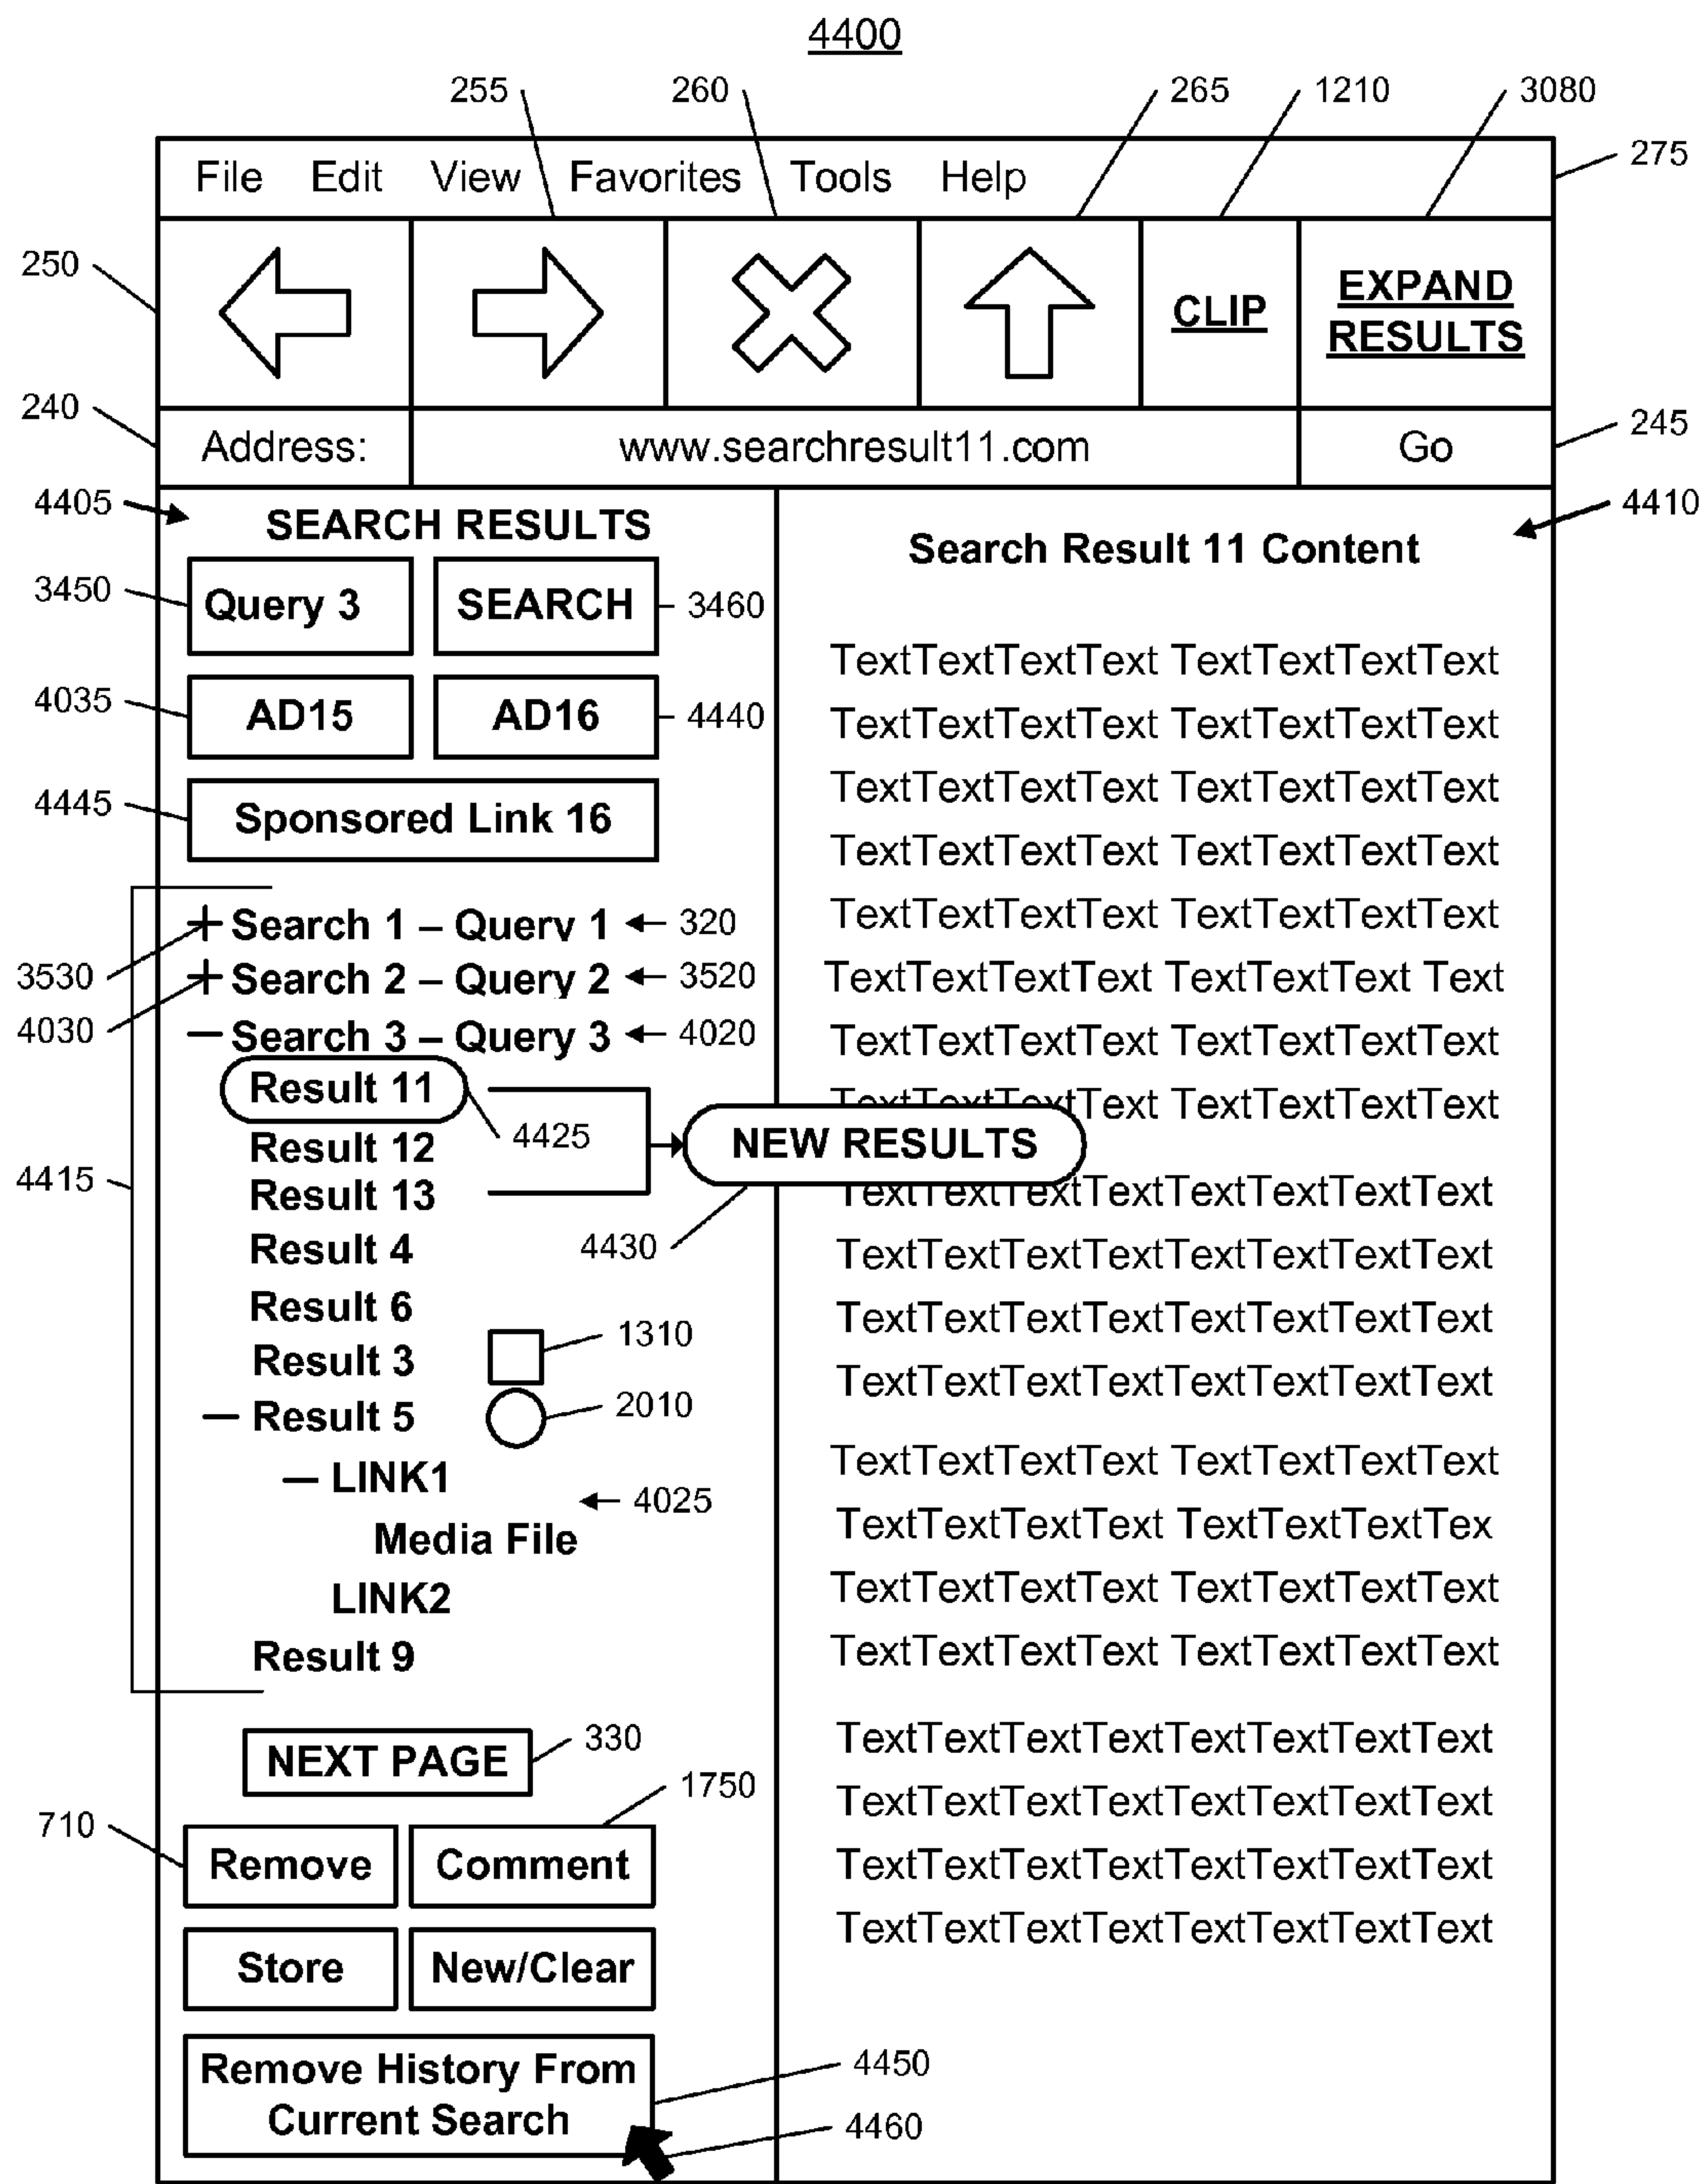 4400
255 260 265 1210 3080
File Edit View Favorites Tools Help 275
250
CLIP
EXPAND
RESULTS
240 Address: www.searchresult11.com Go 245
4405 SEARCH RESULTS
3450 Query 3 SEARCH 3460
4035 AD15 AD16 4440
4445 Sponsored Link 16
+ Search 1 – Query 1 320
3530
+ Search 2 – Query 2 3520
4030
– Search 3 – Query 3 4020
Result 11
4425
Result 12
4415
Result 13
NEW RESULTS
Result 4
4430
Result 6
Result 3 1310
– Result 5 2010
– LINK1
4025
Media File
LINK2
Result 9
NEXT PAGE 330
1750
710 Remove Comment
Store New/Clear
Remove History From
Current Search
4450
4460
4410
Search Result 11 Content
TextTextTextText TextTextTextText
TextTextTextText TextTextTextText
TextTextTextText TextTextTextText
TextTextTextText TextTextTextText
TextTextTextText TextTextTextText
TextTextTextText TextTextText Text
TextTextTextText TextTextTextText
TextTextTextText TextTextTextText
TextTextTextTextTextTextTextText
TextTextTextTextTextTextTextText
TextTextTextTextTextTextTextText
TextTextTextTextTextTextTextText
TextTextTextText TextTextTextText
TextTextTextText TextTextTextTex
TextTextTextText TextTextTextText
TextTextTextText TextTextTextText
TextTextTextTextTextTextTextText
TextTextTextTextTextTextTextText
TextTextTextTextTextTextTextText
TextTextTextTextTextTextTextText